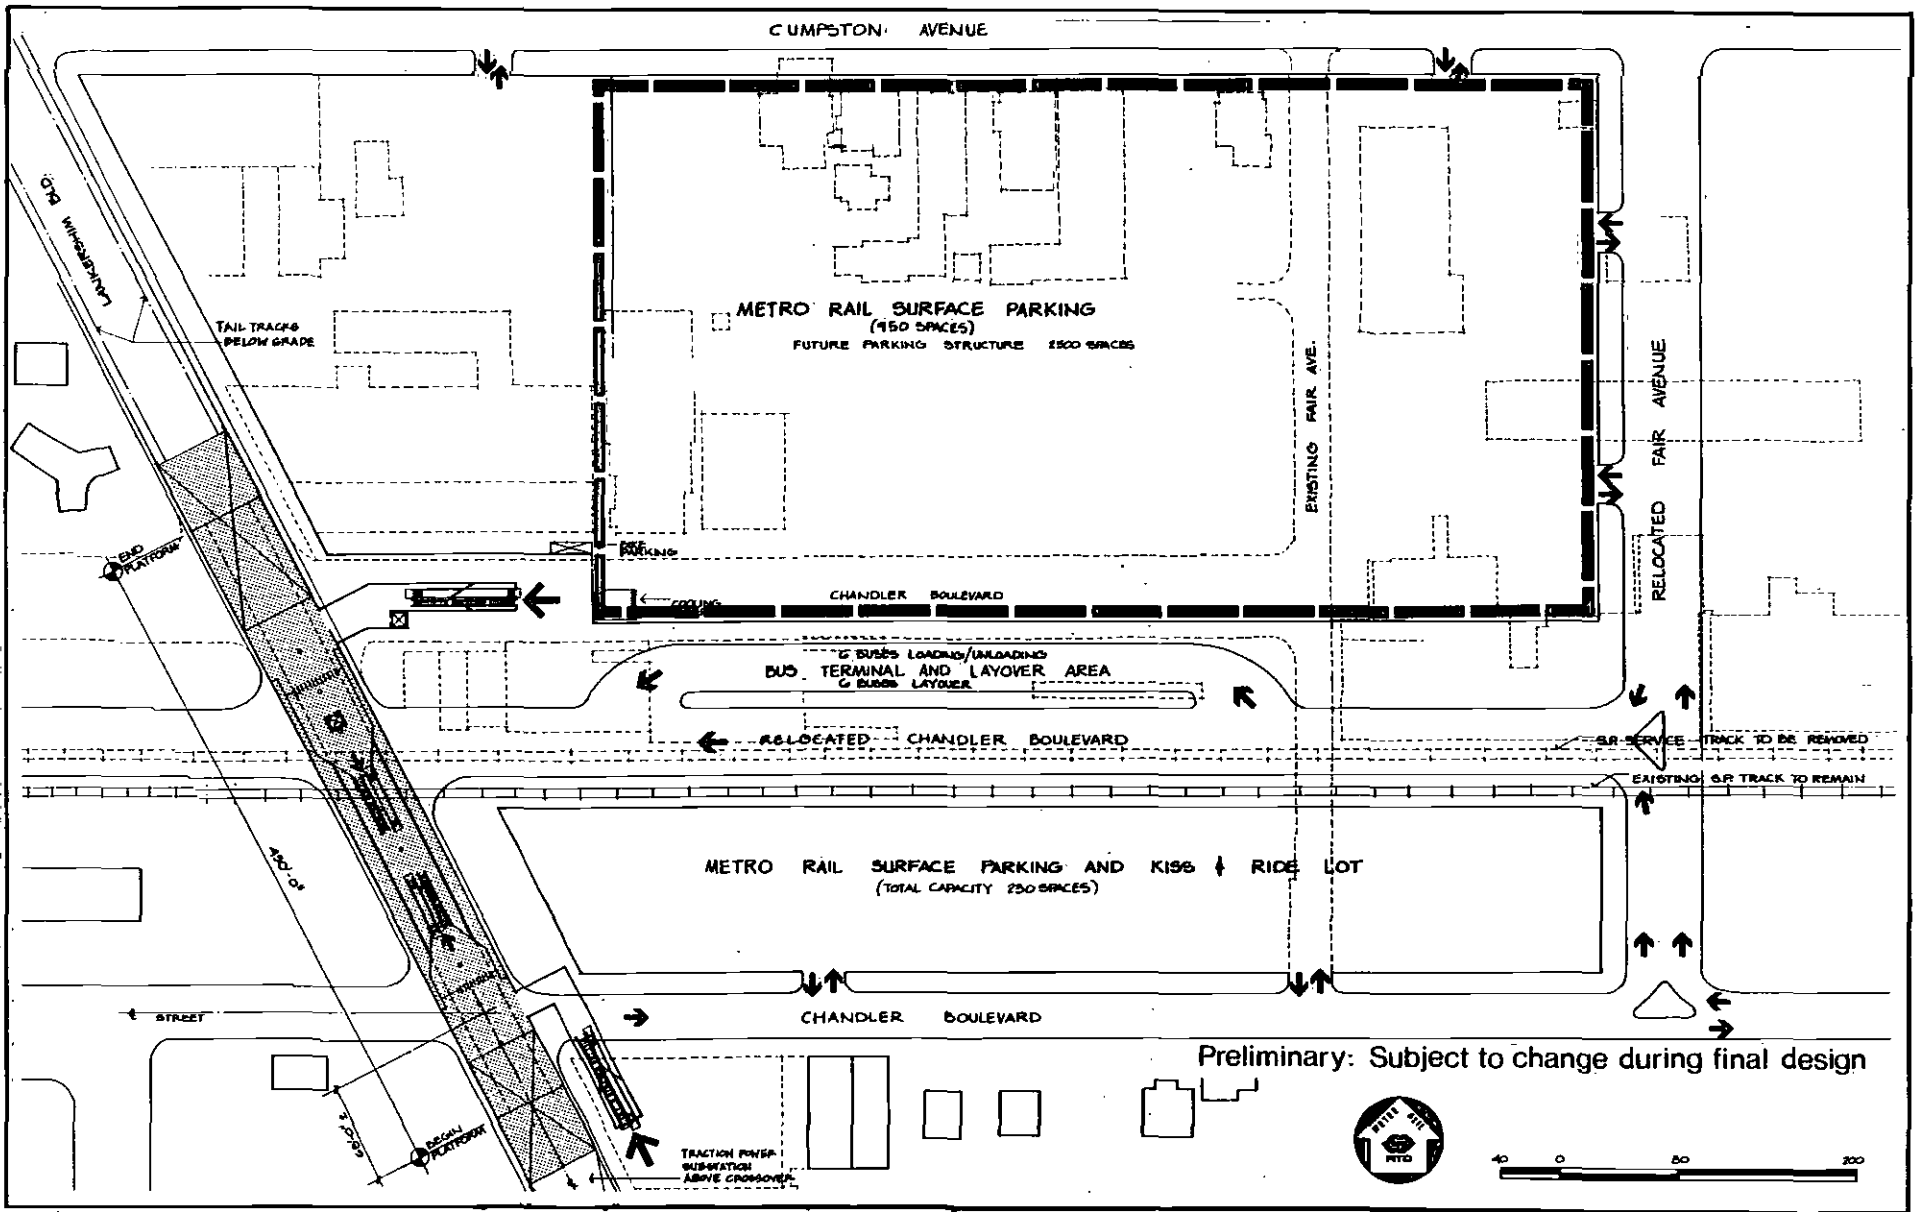 CUMPSTON AVENUE
LANKERSHIM BLD
TAIL TRACKS
BELOW GRADE
METRO RAIL SURFACE PARKING
(950 SPACES)
FUTURE PARKING STRUCTURE 2500 SPACES
EXISTING FAIR AVE.
RELOCATED FAIR AVENUE
END
PLATFORM
BIKE
PARKING
COOLING
CHANDLER BOULEVARD
6 BUSES LOADING/UNLOADING
BUS TERMINAL AND LAYOVER AREA
6 BUSES LAYOVER
RELOCATED CHANDLER BOULEVARD
S.P. SERVICE TRACK TO BE REMOVED
EXISTING S.P. TRACK TO REMAIN
450'-0"
METRO RAIL SURFACE PARKING AND KISS & RIDE LOT
(TOTAL CAPACITY 250 SPACES)
STREET
CHANDLER BOULEVARD
Preliminary: Subject to change during final design
BEGIN
PLATFORM
TRACTION POWER
SUBSTATION
ABOVE CROSSOVER
METRO RAIL
RTD
40 0 80 200